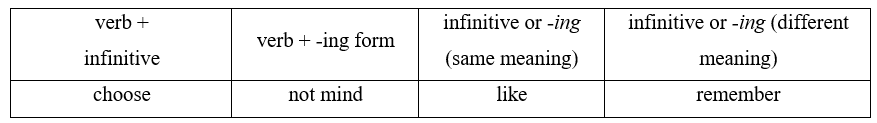 verb +
infinitive
verb + -ing form
infinitive or -ing
(same meaning)
infinitive or -ing (different
meaning)
choose
not mind
like
remember